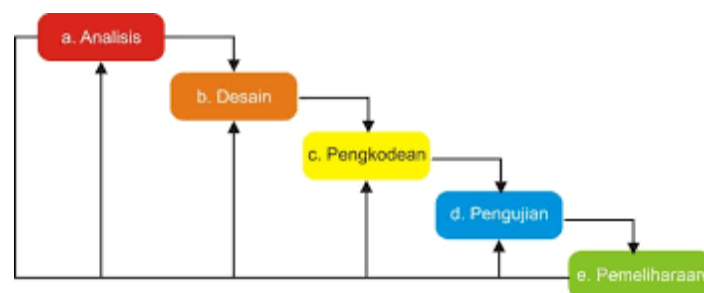 a. Analisis
b. Desain
c. Pengkodean
d. Pengujian
e. Pemeliharaan